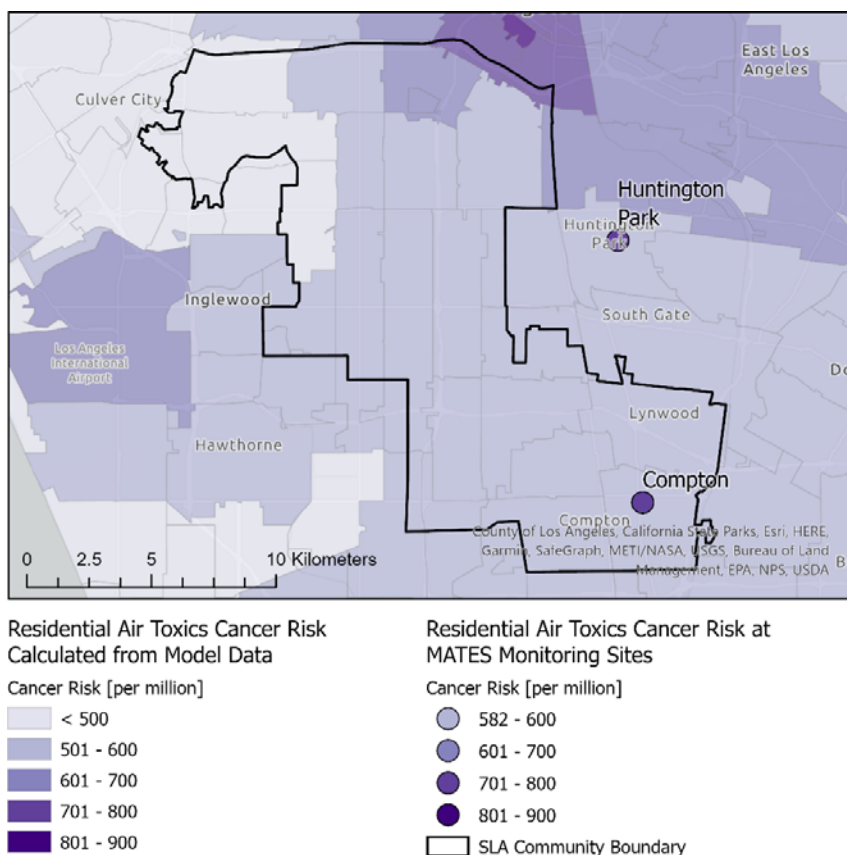 East Los
Angeles
Culver City
Huntington
Park
Huntington
Park
Inglewood
South Gate
Los Angeles
International
Airport
Lynwood
Hawthorne
Compton
Compton
County of Los Angeles, California State Parks, Esri, HERE,
Garmin, SafeGraph, METI/NASA, USGS, Bureau of Land
Management, EPA, NPS, USDA
0 2.5 5 10 Kilometers
Residential Air Toxics Cancer Risk
Calculated from Model Data
Cancer Risk [per million]
< 500
501 - 600
601 - 700
701 - 800
801 - 900
Residential Air Toxics Cancer Risk at
MATES Monitoring Sites
Cancer Risk [per million]
582 - 600
601 - 700
701 - 800
801 - 900
SLA Community Boundary